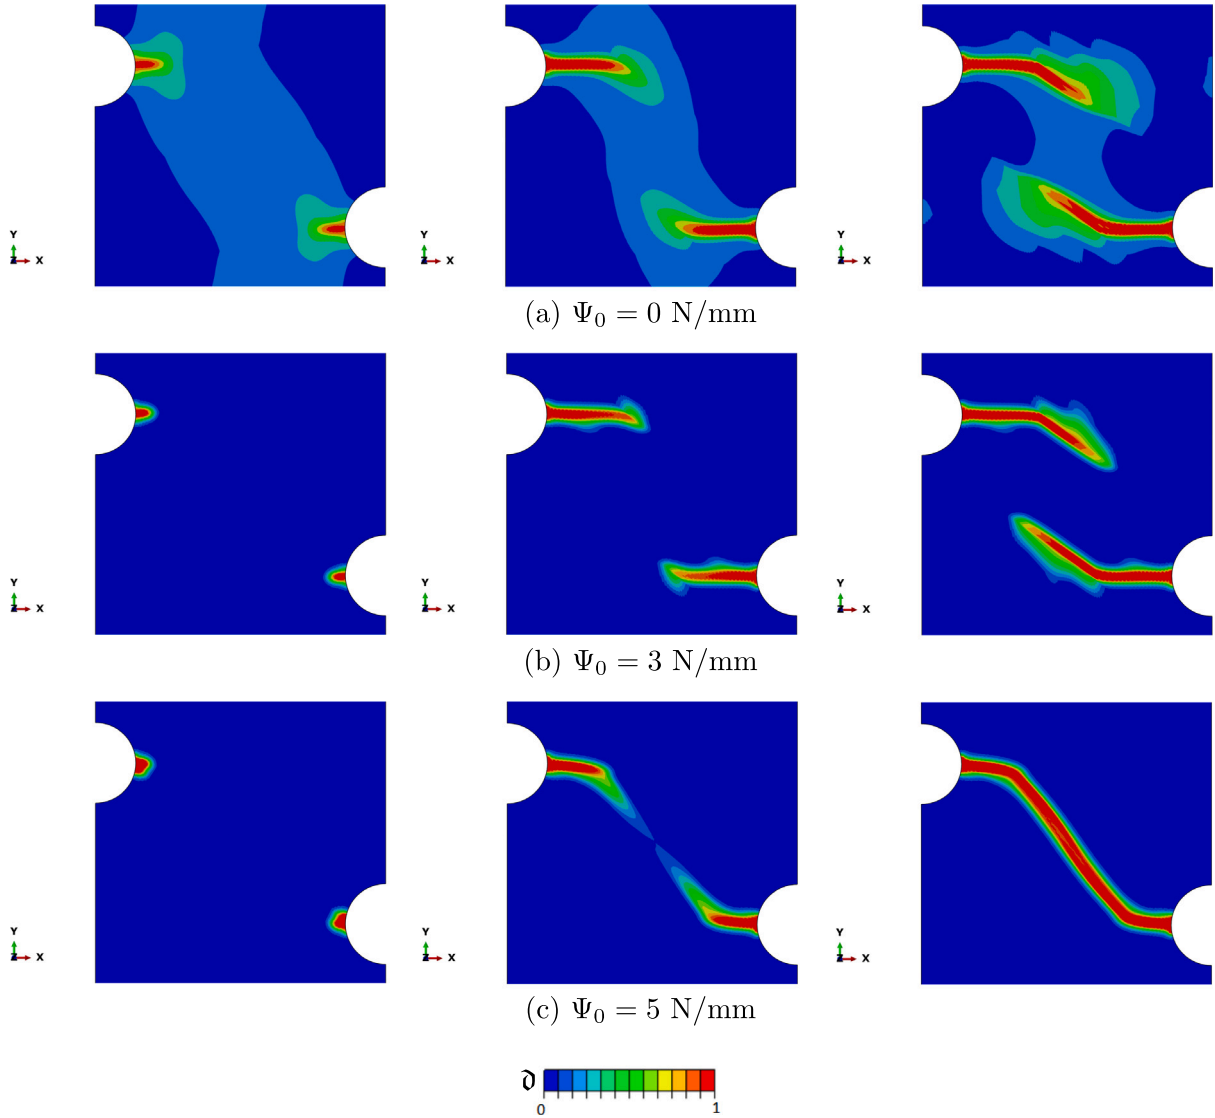 Y
Z X
Y
Z X
Y
Z X
(a) Ψ₀ = 0 N/mm
Y
Z X
Y
Z X
Y
Z X
(b) Ψ₀ = 3 N/mm
Y
Z X
Y
Z X
Y
Z X
(c) Ψ₀ = 5 N/mm
𝔡
0 1